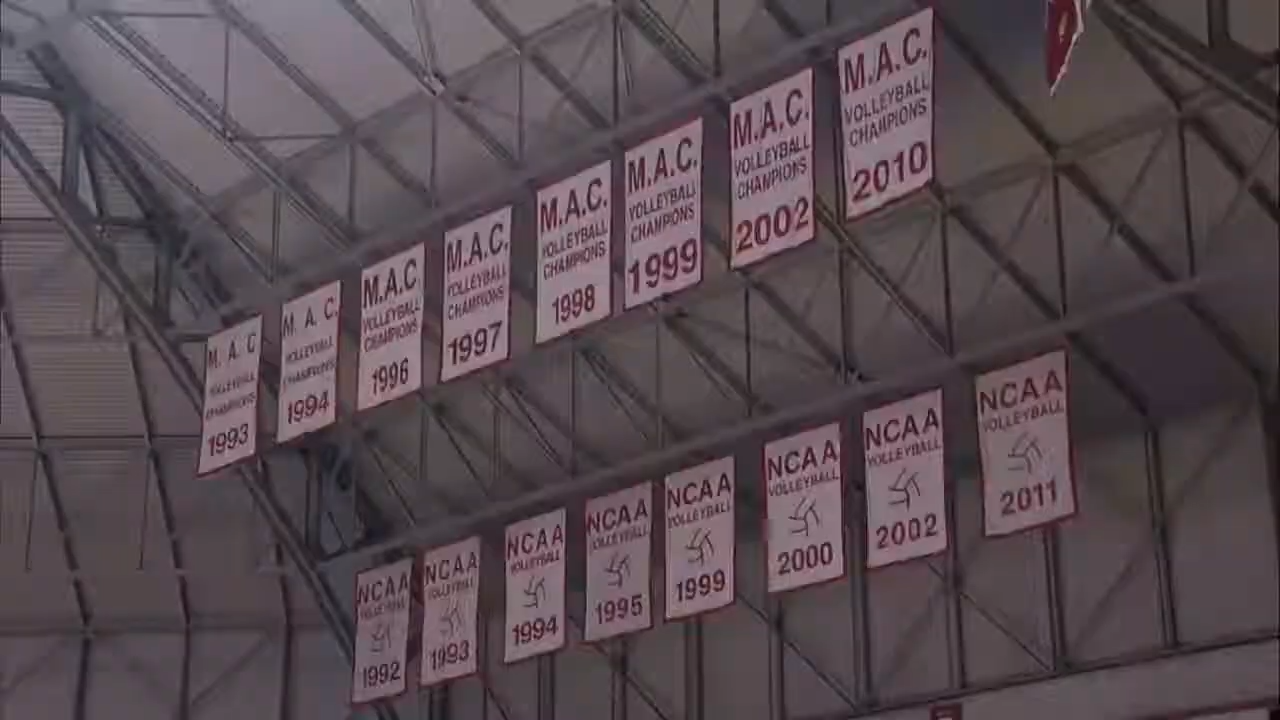 M. A. C
VOLLEYBALL
CHAMPIONS
1993
M. A. C.
VOLLEYBALL
CHAMPIONS
1994
M.A.C.
VOLLEYBALL
CHAMPIONS
1996
M.A.C.
VOLLEYBALL
CHAMPIONS
1997
M.A.C.
VOLLEYBALL
CHAMPIONS
1998
M.A.C.
VOLLEYBALL
CHAMPIONS
1999
M.A.C.
VOLLEYBALL
CHAMPIONS
2002
M.A.C.
VOLLEYBALL
CHAMPIONS
2010
NCAA
VOLLEYBALL
1992
NCAA
VOLLEYBALL
1993
NCAA
VOLLEYBALL
1994
NCAA
VOLLEYBALL
1995
NCAA
VOLLEYBALL
1999
NCAA
VOLLEYBALL
2000
NCAA
VOLLEYBALL
2002
NCAA
VOLLEYBALL
2011